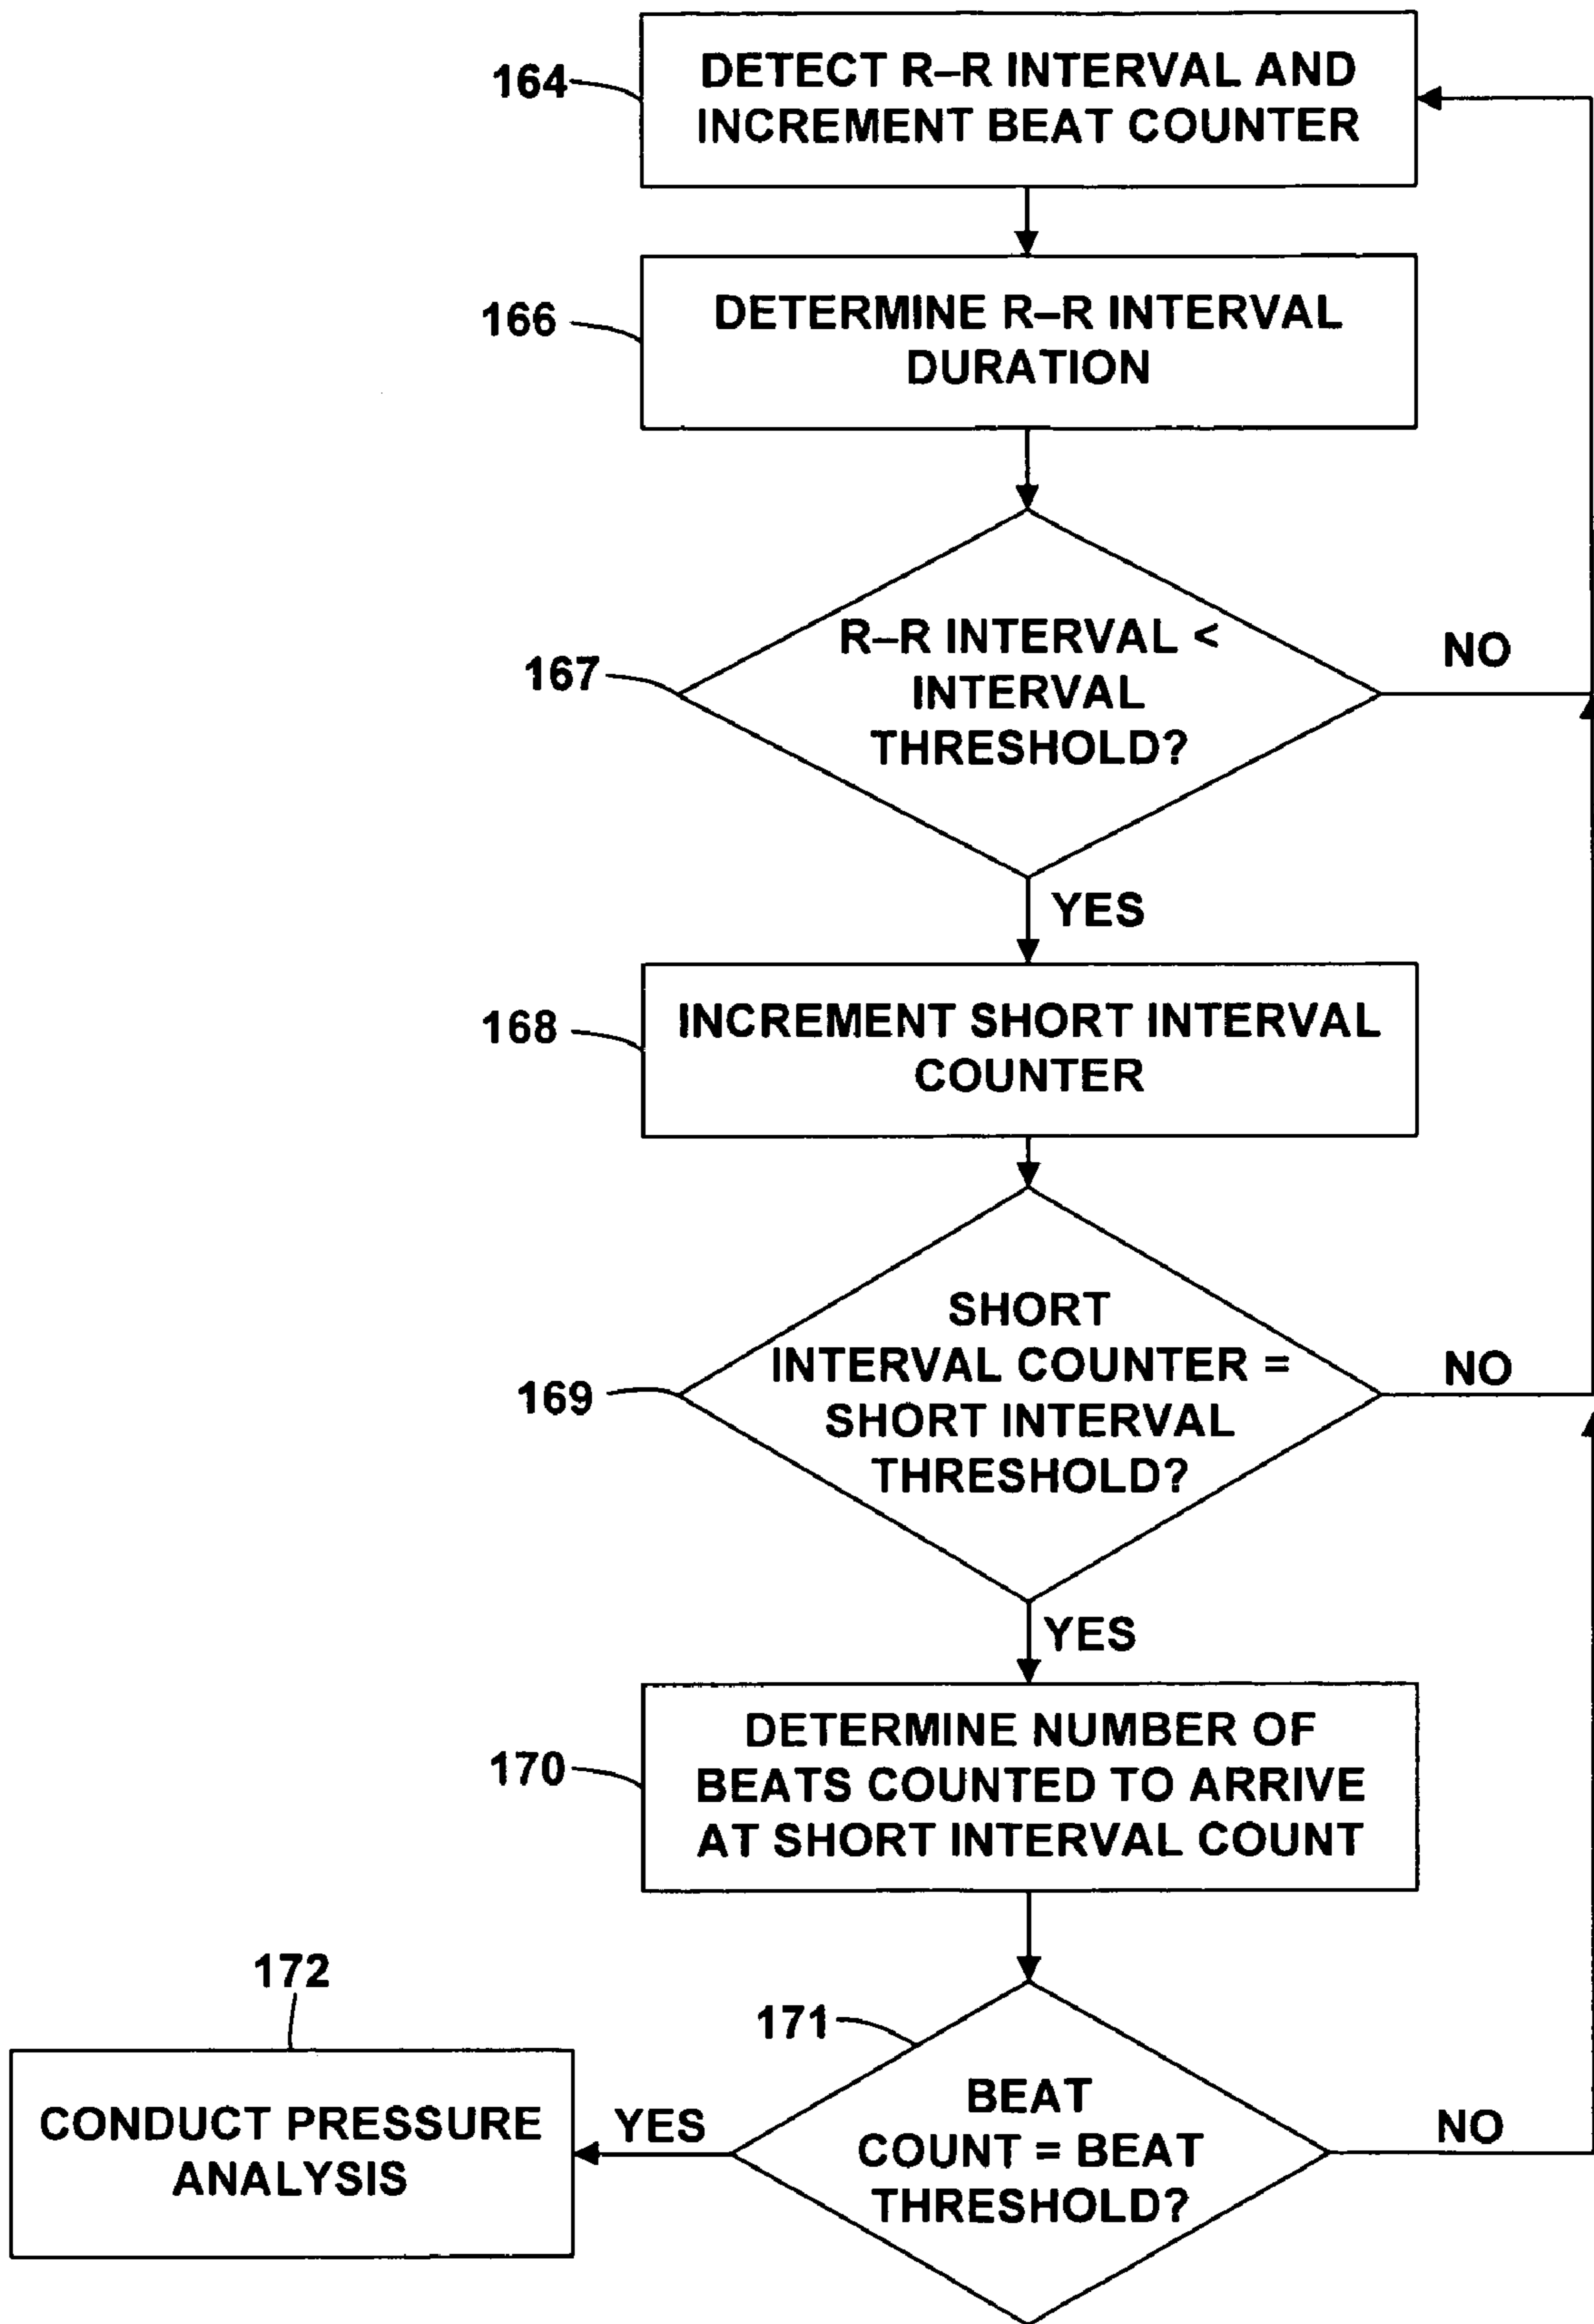 164
DETECT R–R INTERVAL AND
INCREMENT BEAT COUNTER
166
DETERMINE R–R INTERVAL
DURATION
167
R–R INTERVAL <
INTERVAL
THRESHOLD?
NO
YES
168
INCREMENT SHORT INTERVAL
COUNTER
169
SHORT
INTERVAL COUNTER =
SHORT INTERVAL
THRESHOLD?
NO
YES
170
DETERMINE NUMBER OF
BEATS COUNTED TO ARRIVE
AT SHORT INTERVAL COUNT
171
BEAT
COUNT = BEAT
THRESHOLD?
NO
YES
172
CONDUCT PRESSURE
ANALYSIS